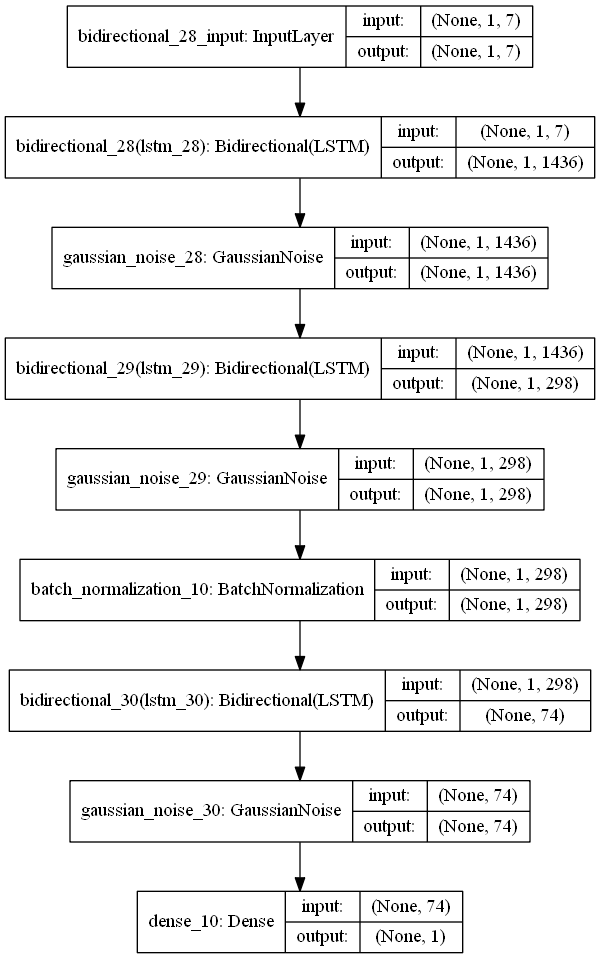 bidirectional_28_input: InputLayer
input: (None, 1, 7)
output: (None, 1, 7)
bidirectional_28(lstm_28): Bidirectional(LSTM)
input: (None, 1, 7)
output: (None, 1, 1436)
gaussian_noise_28: GaussianNoise
input: (None, 1, 1436)
output: (None, 1, 1436)
bidirectional_29(lstm_29): Bidirectional(LSTM)
input: (None, 1, 1436)
output: (None, 1, 298)
gaussian_noise_29: GaussianNoise
input: (None, 1, 298)
output: (None, 1, 298)
batch_normalization_10: BatchNormalization
input: (None, 1, 298)
output: (None, 1, 298)
bidirectional_30(lstm_30): Bidirectional(LSTM)
input: (None, 1, 298)
output: (None, 74)
gaussian_noise_30: GaussianNoise
input: (None, 74)
output: (None, 74)
dense_10: Dense
input: (None, 74)
output: (None, 1)